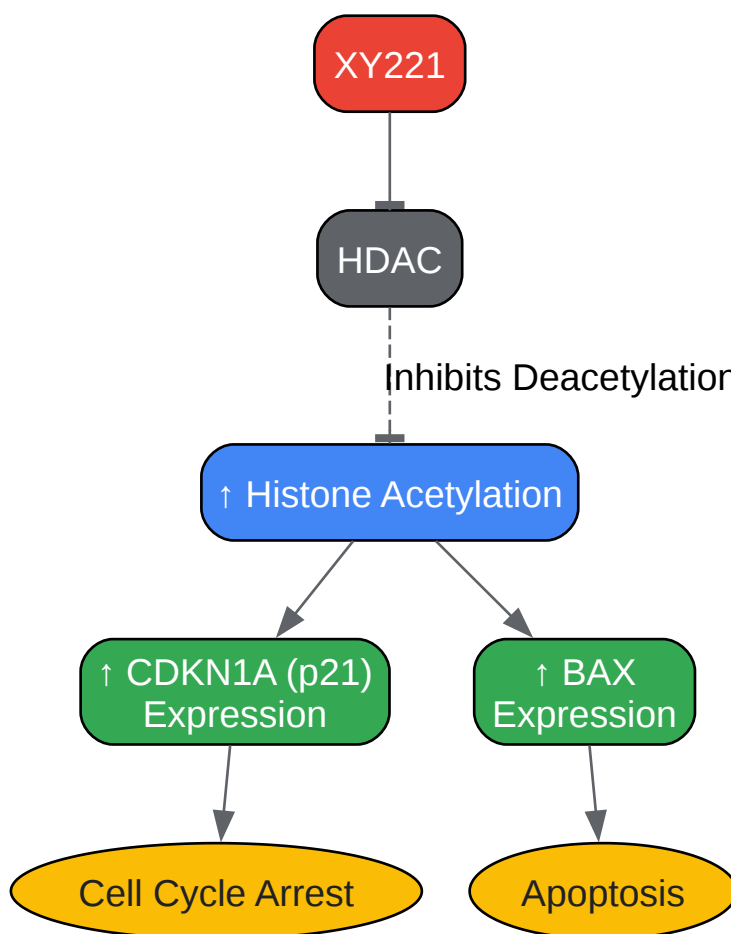 XY221
HDAC
Inhibits Deacetylation
↑ Histone Acetylation
↑ CDKN1A (p21)
Expression
↑ BAX
Expression
Cell Cycle Arrest
Apoptosis